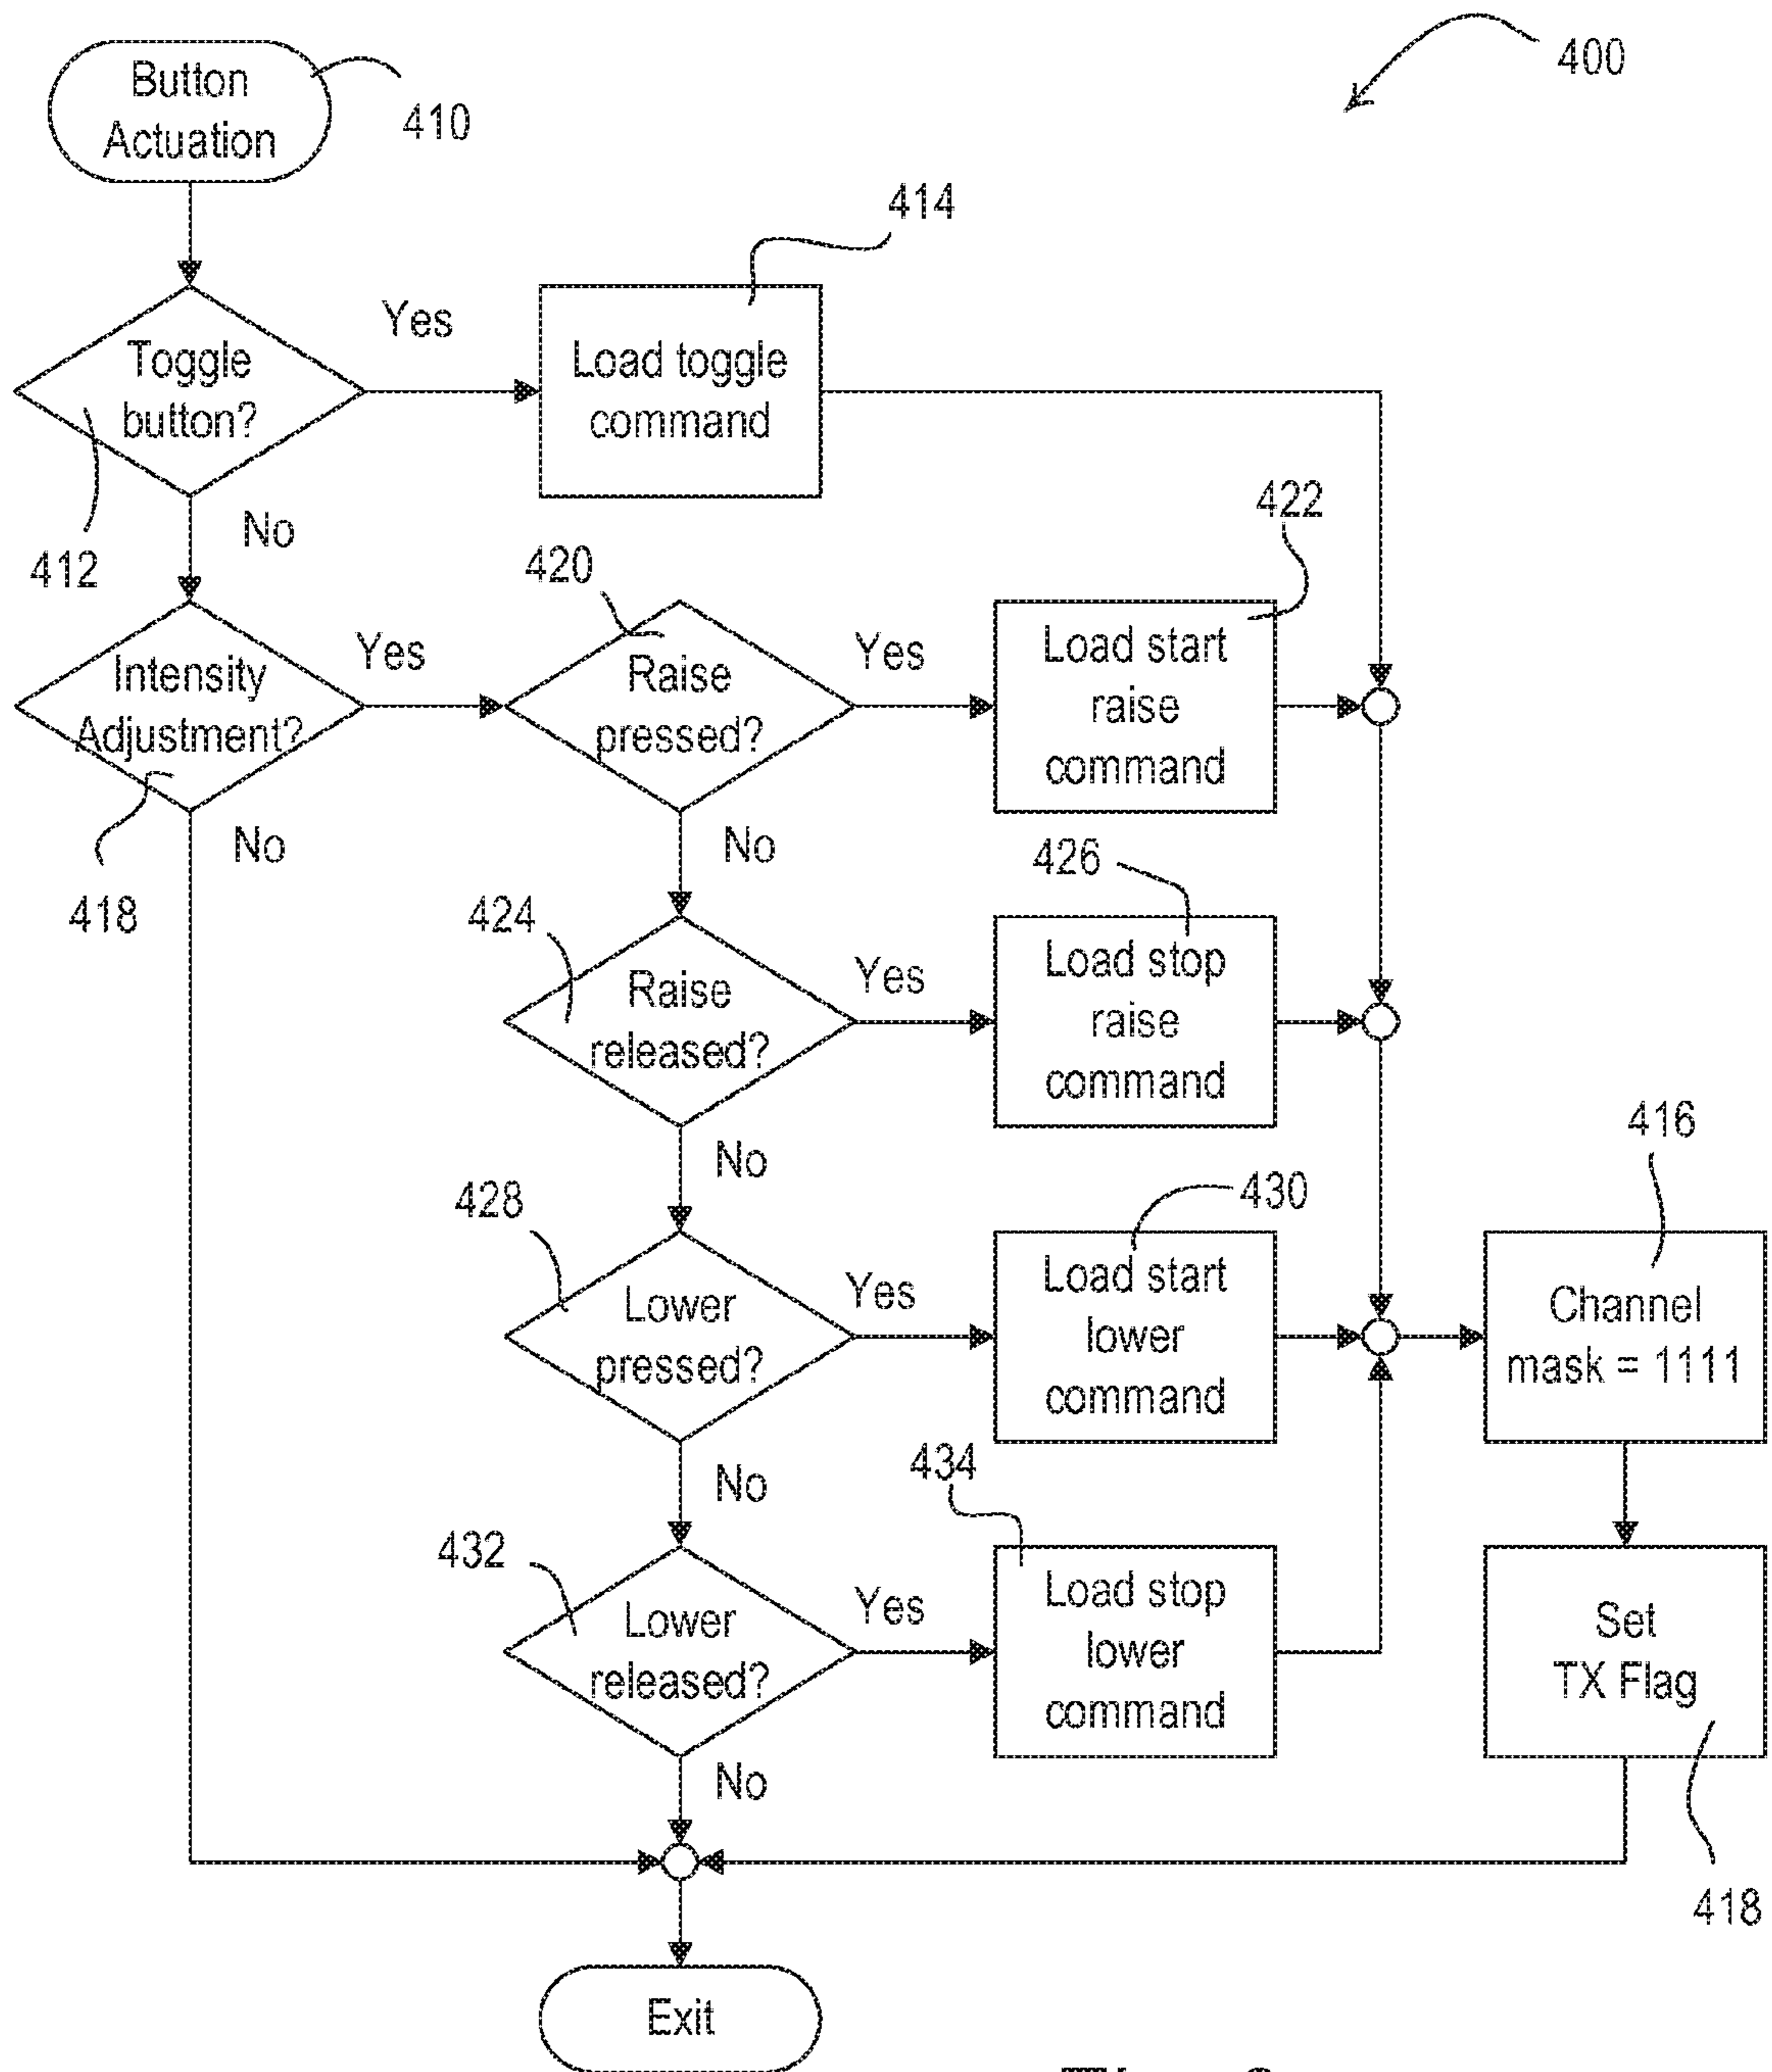 400
Button
Actuation
410
414
Toggle
button?
Yes
Load toggle
command
412
No
420
422
Intensity
Adjustment?
Yes
Raise
pressed?
Yes
Load start
raise
command
418
No
No
424
426
Raise
released?
Yes
Load stop
raise
command
No
416
428
430
Lower
pressed?
Yes
Load start
lower
command
Channel
mask = 1111
No
434
432
Lower
released?
Yes
Load stop
lower
command
Set
TX Flag
No
418
Exit